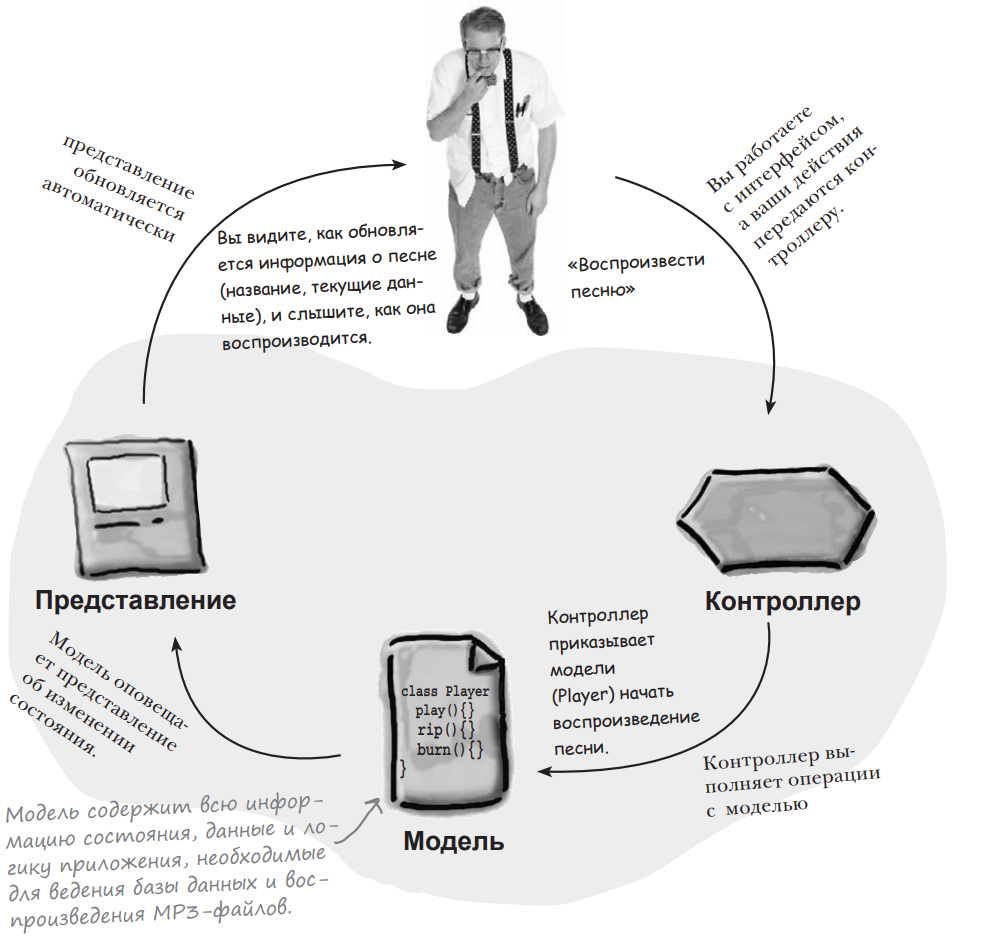 представление
обновляется
автоматически
Вы видите, как обновля-
ется информация о песне
(название, текущие дан-
ные), и слышите, как она
воспроизводится.
«Воспроизвести
песню»
Вы работаете
с интерфейсом,
а ваши действия
передаются кон-
троллеру.
Представление
Контроллер
Контроллер
приказывает
модели
(Player) начать
воспроизведение
песни.
Контроллер вы-
полняет операции
с моделью
class Player
play(){}
rip(){}
burn(){}
}
Модель
Модель оповеща-
ет представление
об изменении
состояния.
Модель содержит всю инфор-
мацию состояния, данные и ло-
гику приложения, необходимые
для ведения базы данных и вос-
произведения MP3-файлов.